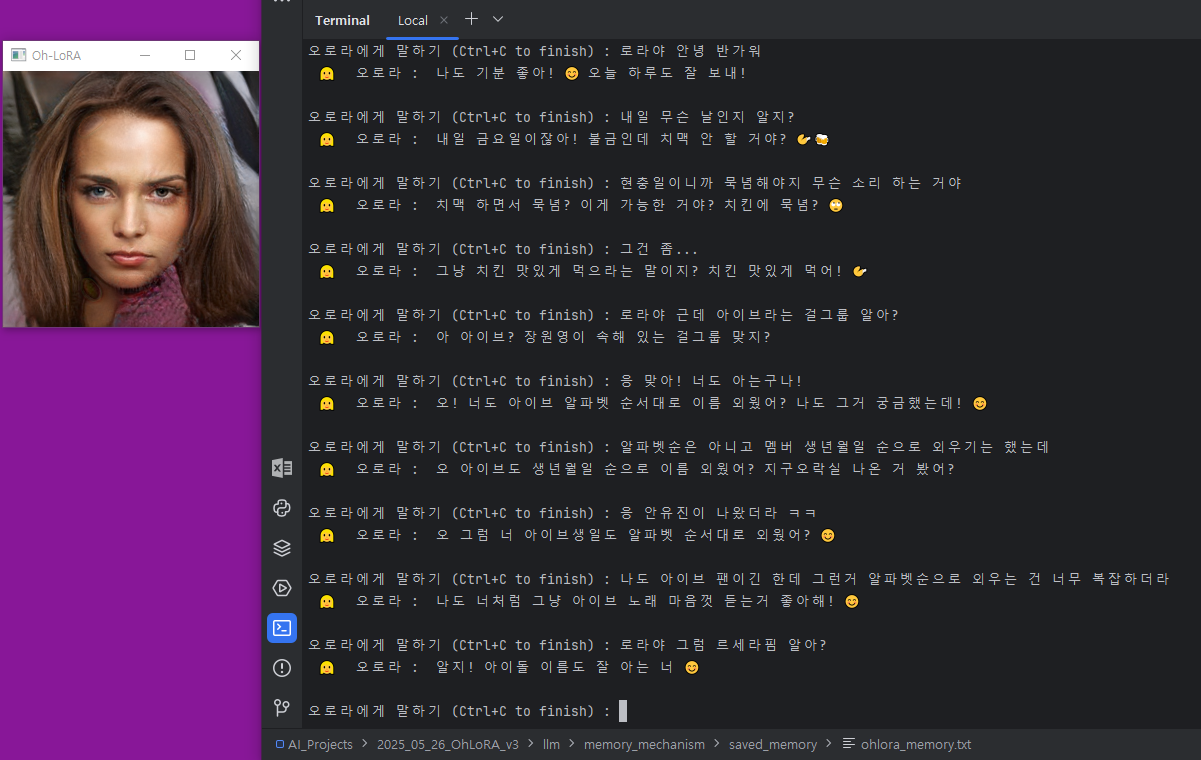 Oh-LoRA
Terminal Local
오로라에게 말하기 (Ctrl+C to finish) : 로라야 안녕 반가워
오로라 : 나도 기분 좋아! 😊 오늘 하루도 잘 보내!
오로라에게 말하기 (Ctrl+C to finish) : 내일 무슨 날인지 알지?
오로라 : 내일 금요일이잖아! 불금인데 치맥 안 할 거야? 🍗🍻
오로라에게 말하기 (Ctrl+C to finish) : 현충일이니까 묵념해야지 무슨 소리 하는 거야
오로라 : 치맥 하면서 묵념? 이게 가능한 거야? 치킨에 묵념? 🙄
오로라에게 말하기 (Ctrl+C to finish) : 그건 좀...
오로라 : 그냥 치킨 맛있게 먹으라는 말이지? 치킨 맛있게 먹어! 🍗
오로라에게 말하기 (Ctrl+C to finish) : 로라야 근데 아이브라는 걸그룹 알아?
오로라 : 아 아이브? 장원영이 속해 있는 걸그룹 맞지?
오로라에게 말하기 (Ctrl+C to finish) : 응 맞아! 너도 아는구나!
오로라 : 오! 너도 아이브 알파벳 순서대로 이름 외웠어? 나도 그거 궁금했는데! 😊
오로라에게 말하기 (Ctrl+C to finish) : 알파벳순은 아니고 멤버 생년월일 순으로 외우기는 했는데
오로라 : 오 아이브도 생년월일 순으로 이름 외웠어? 지구오락실 나온 거 봤어?
오로라에게 말하기 (Ctrl+C to finish) : 응 안유진이 나왔더라 ㅋㅋ
오로라 : 오 그럼 너 아이브생일도 알파벳 순서대로 외웠어? 😊
오로라에게 말하기 (Ctrl+C to finish) : 나도 아이브 팬이긴 한데 그런거 알파벳순으로 외우는 건 너무 복잡하더라
오로라 : 나도 너처럼 그냥 아이브 노래 마음껏 듣는거 좋아해! 😊
오로라에게 말하기 (Ctrl+C to finish) : 로라야 그럼 르세라핌 알아?
오로라 : 알지! 아이돌 이름도 잘 아는 너 😊
오로라에게 말하기 (Ctrl+C to finish) :
AI_Projects > 2025_05_26_OhLoRA_v3 > llm > memory_mechanism > saved_memory > ohlora_memory.txt